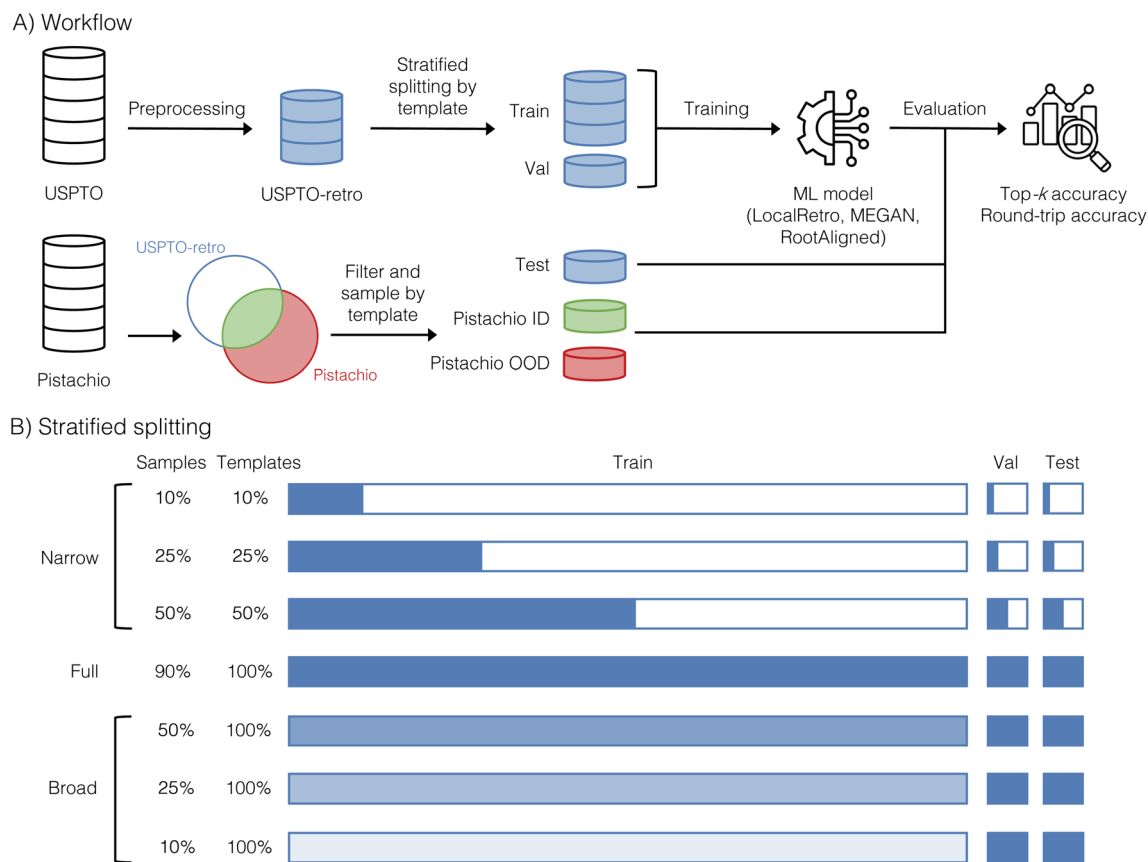 A) Workflow
USPTO
Preprocessing
USPTO-retro
Stratified
splitting by
template
Train
Val
Training
ML model
(LocalRetro, MEGAN,
RootAligned)
Evaluation
Top-k accuracy
Round-trip accuracy
Pistachio
USPTO-retro
Pistachio
Filter and
sample by
template
Test
Pistachio ID
Pistachio OOD
B) Stratified splitting
Samples Templates Train Val Test
Narrow
10% 10%
25% 25%
50% 50%
Full 90% 100%
Broad
50% 100%
25% 100%
10% 100%